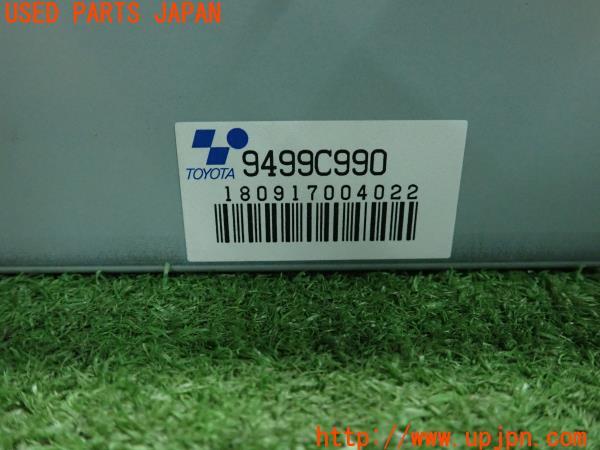 USED PARTS JAPAN
TOYOTA
9499C990
180917004022
http://www.upjpn.com